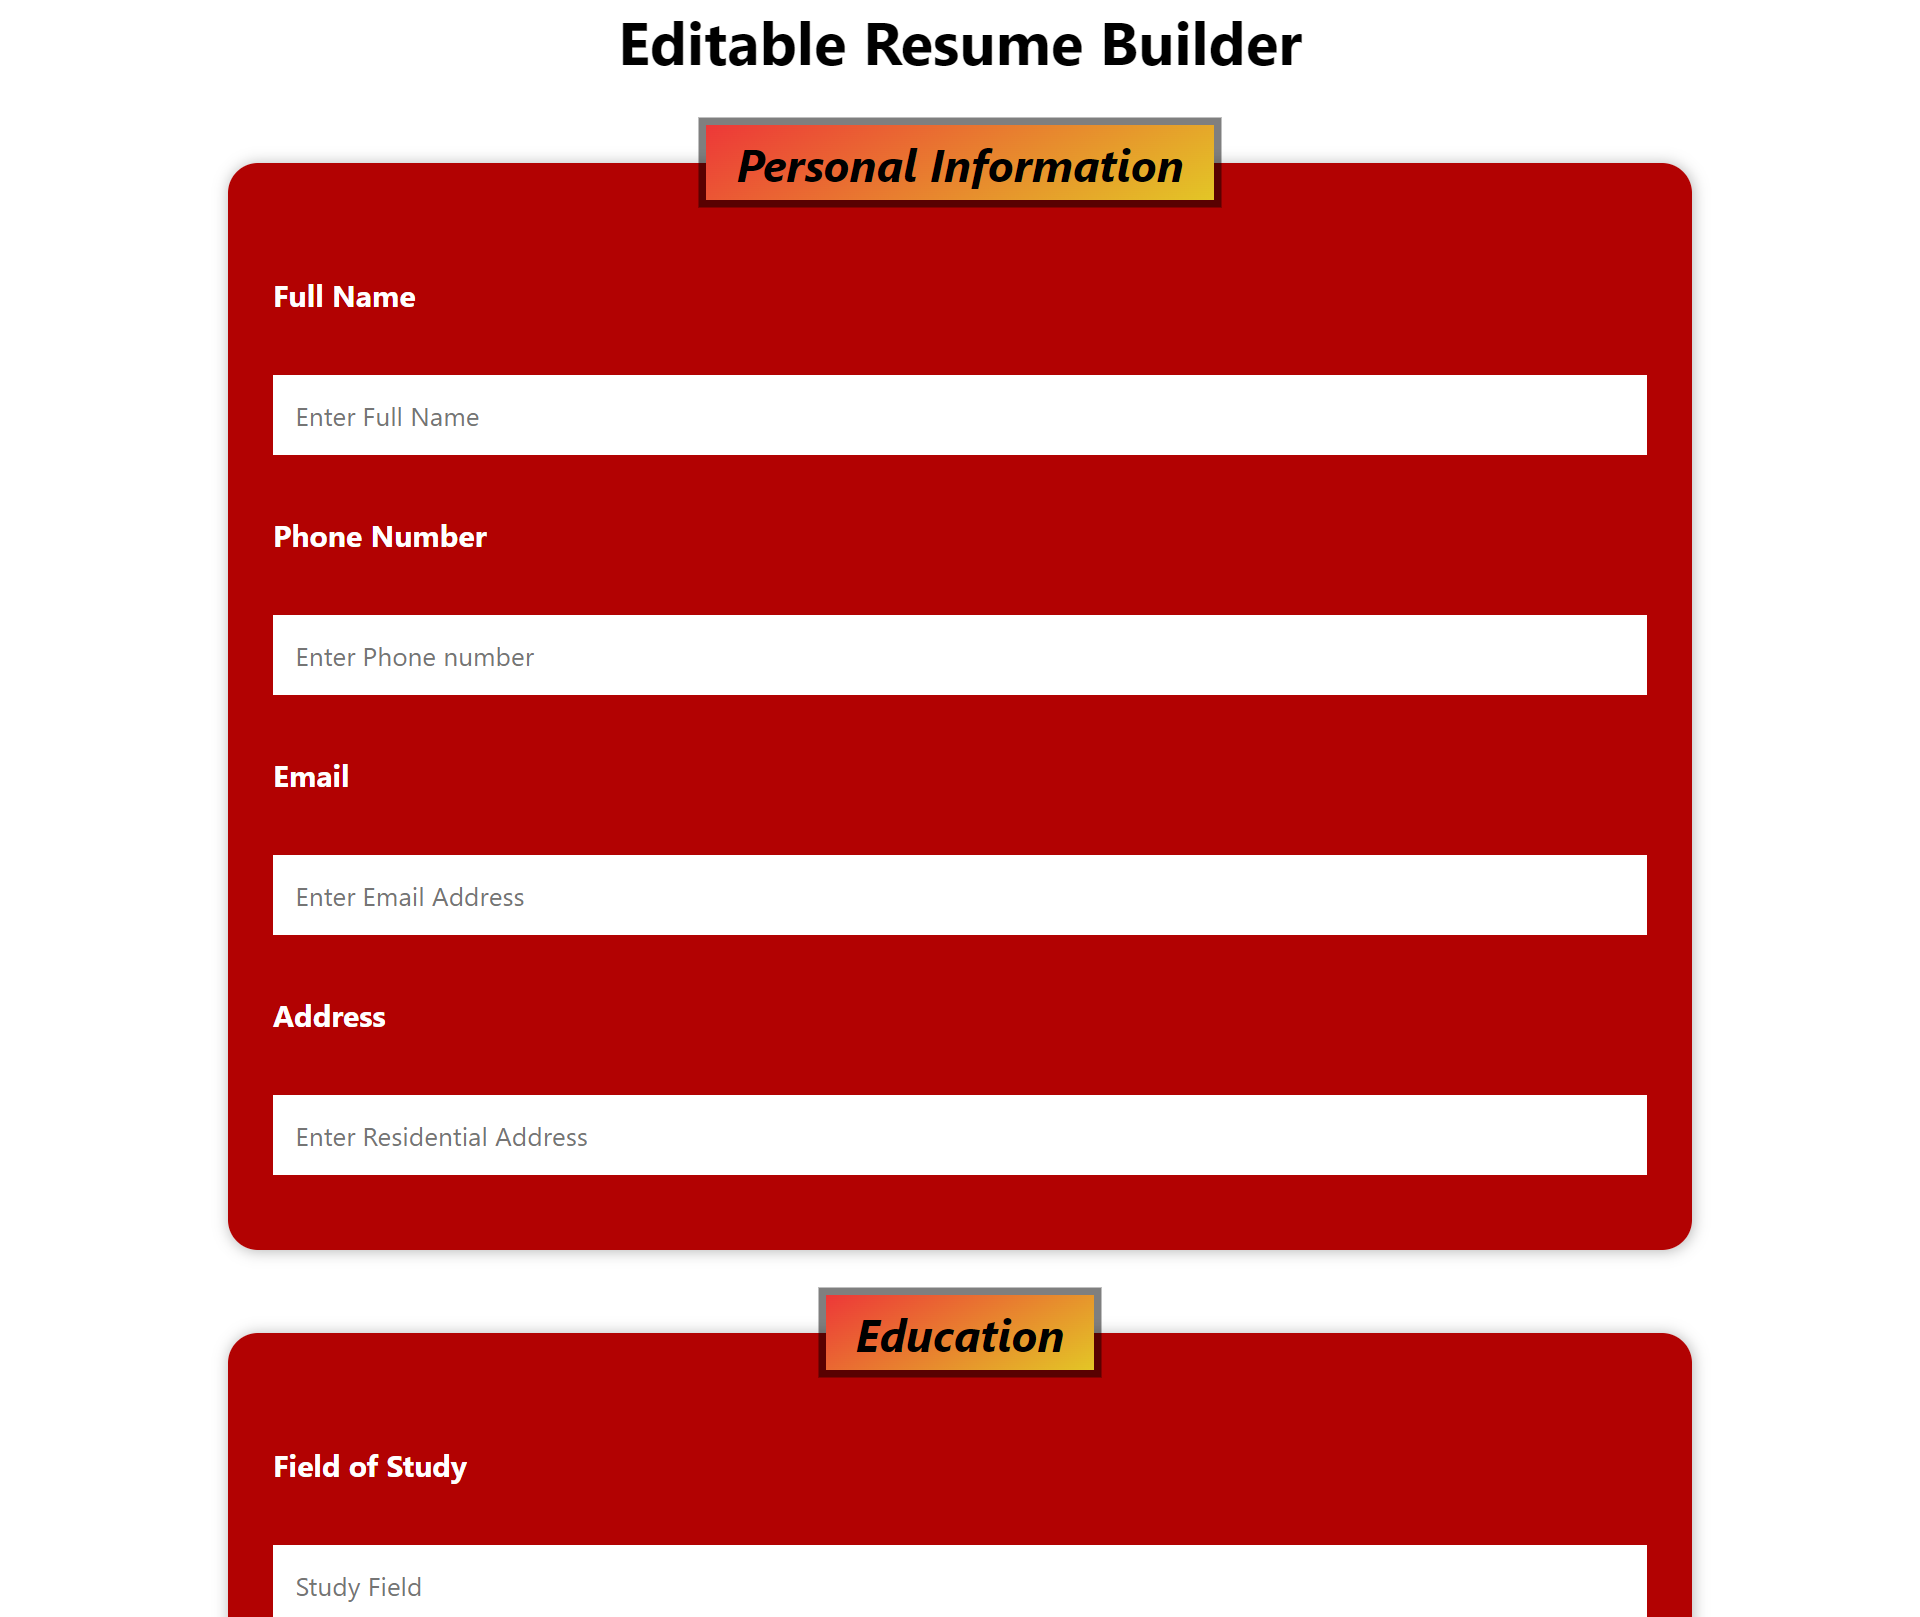 Editable Resume Builder
Personal Information
Full Name
Enter Full Name
Phone Number
Enter Phone number
Email
Enter Email Address
Address
Enter Residential Address
Education
Field of Study
Study Field